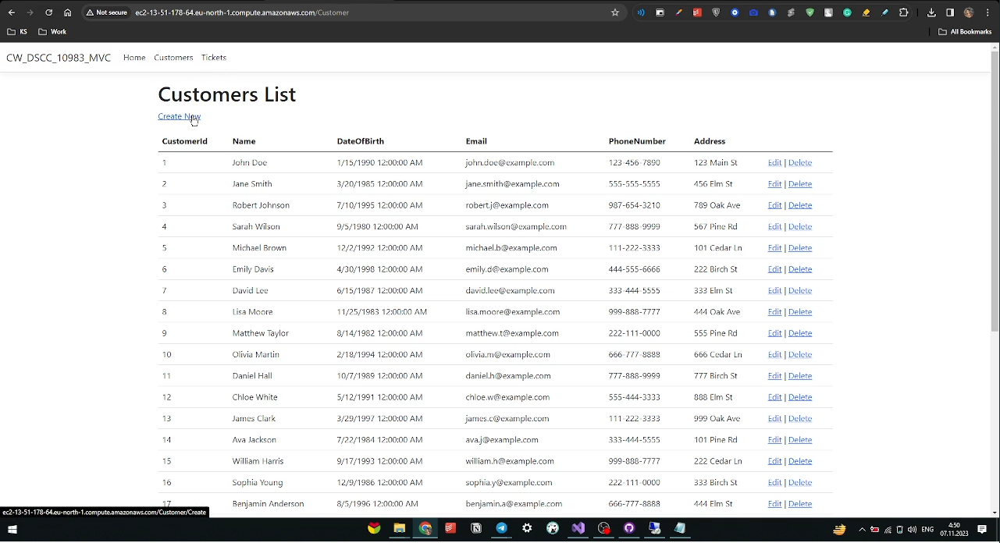 Not secure ec2-13-51-178-64.eu-north-1.compute.amazonaws.com/Customer
KS Work All Bookmarks
CW_DSCC_10983_MVC Home Customers Tickets
Customers List
Create New
CustomerId Name DateOfBirth Email PhoneNumber Address
1 John Doe 1/15/1990 12:00:00 AM john.doe@example.com 123-456-7890 123 Main St Edit | Delete
2 Jane Smith 3/20/1985 12:00:00 AM jane.smith@example.com 555-555-5555 456 Elm St Edit | Delete
3 Robert Johnson 7/10/1995 12:00:00 AM robert.j@example.com 987-654-3210 789 Oak Ave Edit | Delete
4 Sarah Wilson 9/5/1980 12:00:00 AM sarah.wilson@example.com 777-888-9999 567 Pine Rd Edit | Delete
5 Michael Brown 12/2/1992 12:00:00 AM michael.b@example.com 111-222-3333 101 Cedar Ln Edit | Delete
6 Emily Davis 4/30/1998 12:00:00 AM emily.d@example.com 444-555-6666 222 Birch St Edit | Delete
7 David Lee 6/15/1987 12:00:00 AM david.lee@example.com 333-444-5555 333 Elm St Edit | Delete
8 Lisa Moore 11/25/1983 12:00:00 AM lisa.moore@example.com 999-888-7777 444 Oak Ave Edit | Delete
9 Matthew Taylor 8/14/1982 12:00:00 AM matthew.t@example.com 222-111-0000 555 Pine Rd Edit | Delete
10 Olivia Martin 2/18/1994 12:00:00 AM olivia.m@example.com 666-777-8888 666 Cedar Ln Edit | Delete
11 Daniel Hall 10/7/1989 12:00:00 AM daniel.h@example.com 777-888-9999 777 Birch St Edit | Delete
12 Chloe White 5/12/1991 12:00:00 AM chloe.w@example.com 555-444-3333 888 Elm St Edit | Delete
13 James Clark 3/29/1997 12:00:00 AM james.c@example.com 111-222-3333 999 Oak Ave Edit | Delete
14 Ava Jackson 7/22/1984 12:00:00 AM ava.j@example.com 333-444-5555 101 Pine Rd Edit | Delete
15 William Harris 9/17/1993 12:00:00 AM william.h@example.com 999-888-7777 222 Cedar Ln Edit | Delete
16 Sophia Young 12/9/1986 12:00:00 AM sophia.y@example.com 222-111-0000 333 Birch St Edit | Delete
17 Benjamin Anderson 8/5/1996 12:00:00 AM benjamin.a@example.com 666-777-8888 444 Elm St Edit | Delete
ec2-13-51-178-64.eu-north-1.compute.amazonaws.com/Customer/Create
ENG 4:50
07.11.2023